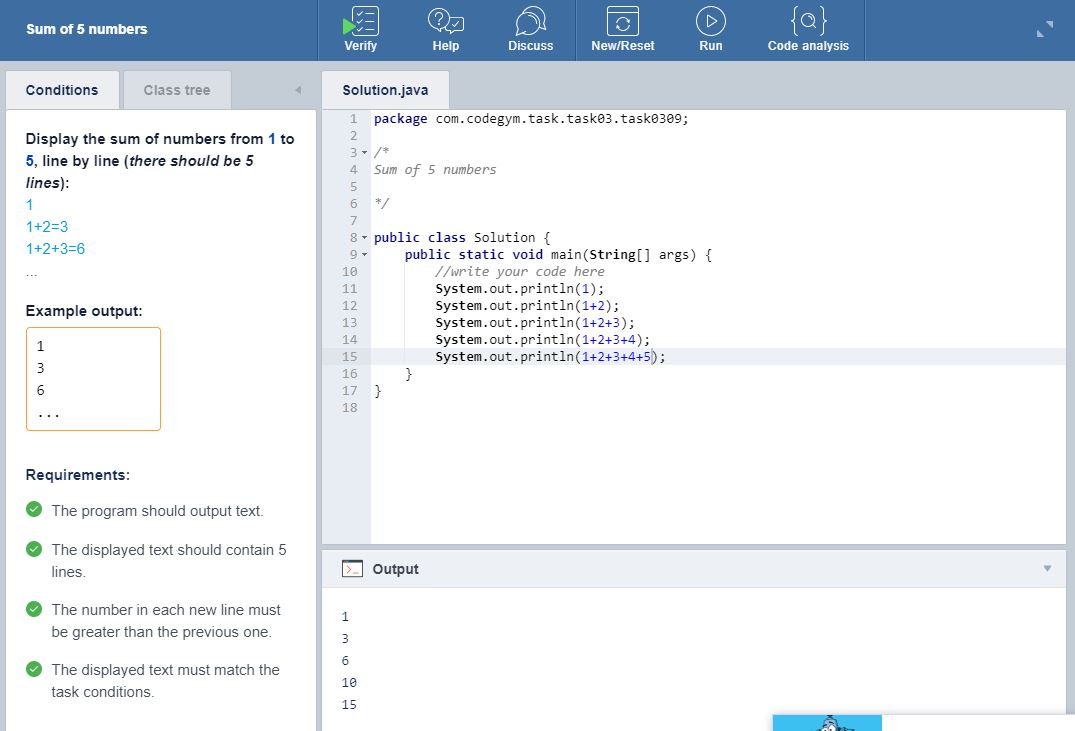 Sum of 5 numbers
Verify
Help
Discuss
New/Reset
Run
Code analysis
Conditions
Class tree
Display the sum of numbers from 1 to
5, line by line (there should be 5
lines):
1
1+2=3
1+2+3=6
...
Example output:
1
3
6
...
Requirements:
The program should output text.
The displayed text should contain 5
lines.
The number in each new line must
be greater than the previous one.
The displayed text must match the
task conditions.
Solution.java
1 package com.codegym.task.task03.task0309;
2
3 /*
4 Sum of 5 numbers
5
6 */
7
8 public class Solution {
9     public static void main(String[] args) {
10         //write your code here
11         System.out.println(1);
12         System.out.println(1+2);
13         System.out.println(1+2+3);
14         System.out.println(1+2+3+4);
15         System.out.println(1+2+3+4+5);
16     }
17 }
18
Output
1
3
6
10
15